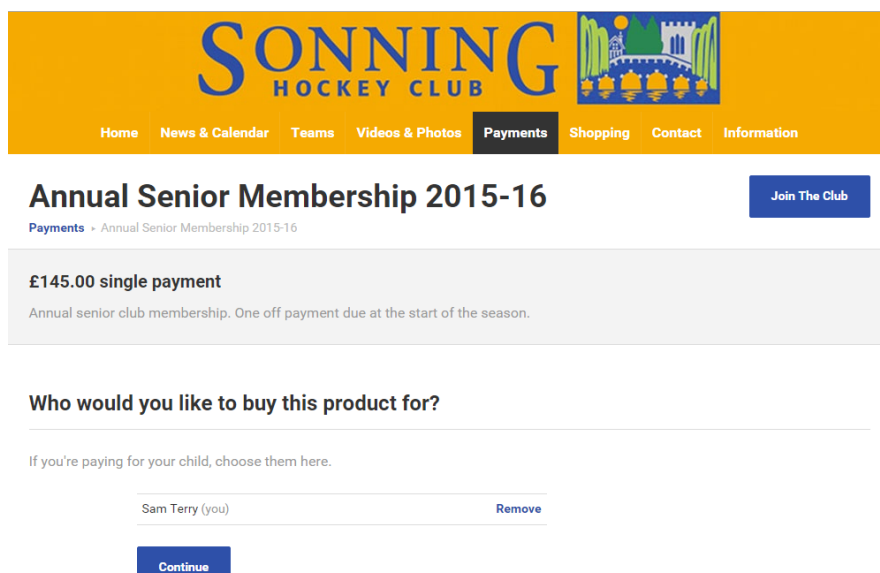 SONNING
HOCKEY CLUB
Home News & Calendar Teams Videos & Photos Payments Shopping Contact Information
Annual Senior Membership 2015-16
Join The Club
Payments ▸ Annual Senior Membership 2015-16
£145.00 single payment
Annual senior club membership. One off payment due at the start of the season.
Who would you like to buy this product for?
If you're paying for your child, choose them here.
Sam Terry (you) Remove
Continue